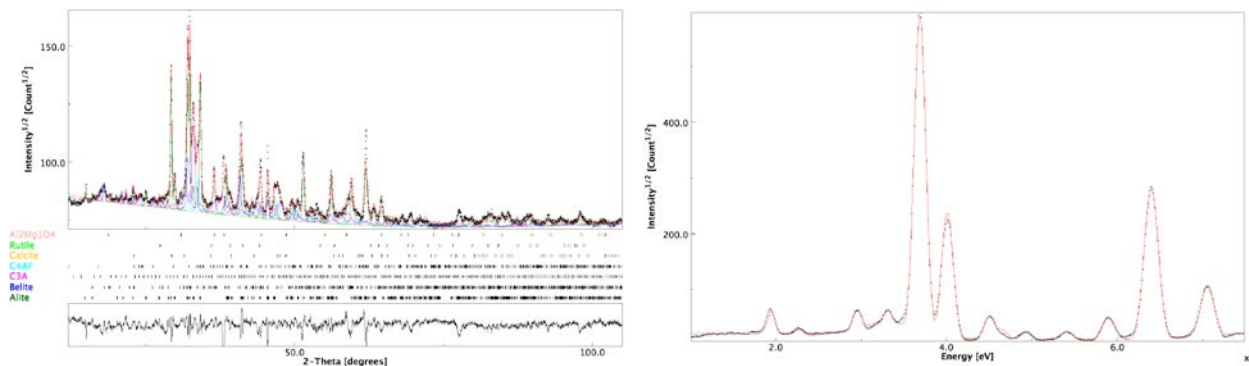 Intensity^1/2 [Count^1/2]
150.0
100.0
Al2Mg1O4
Rutile
Calcite
C4AF
C3A
Belite
Alite
50.0
100.0
2-Theta [degrees]
Intensity^1/2 [Count^1/2]
400.0
200.0
2.0
4.0
6.0
Energy [eV]
x